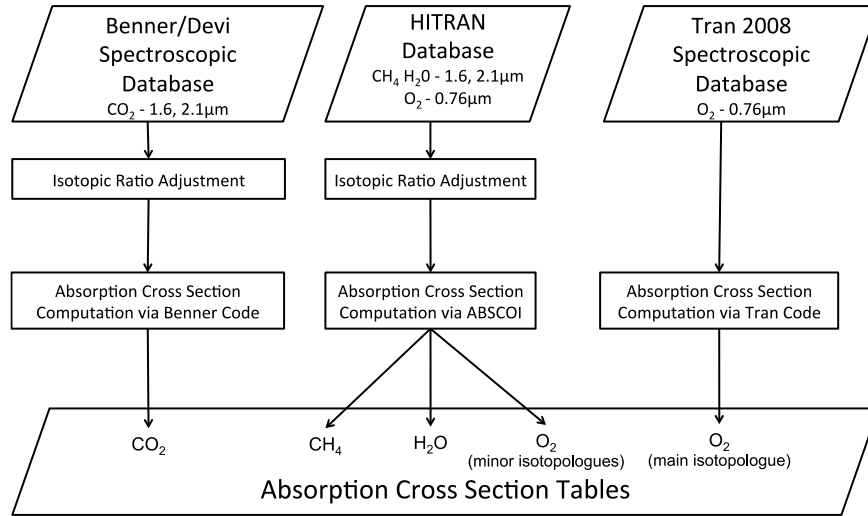 Benner/Devi
Spectroscopic
Database
CO₂ - 1.6, 2.1μm
HITRAN
Database
CH₄ H₂0 - 1.6, 2.1μm
O₂ - 0.76μm
Tran 2008
Spectroscopic
Database
O₂ - 0.76μm
Isotopic Ratio Adjustment
Isotopic Ratio Adjustment
Absorption Cross Section
Computation via Benner Code
Absorption Cross Section
Computation via ABSCOI
Absorption Cross Section
Computation via Tran Code
CO₂
CH₄
H₂O
O₂
(minor isotopologues)
O₂
(main isotopologue)
Absorption Cross Section Tables